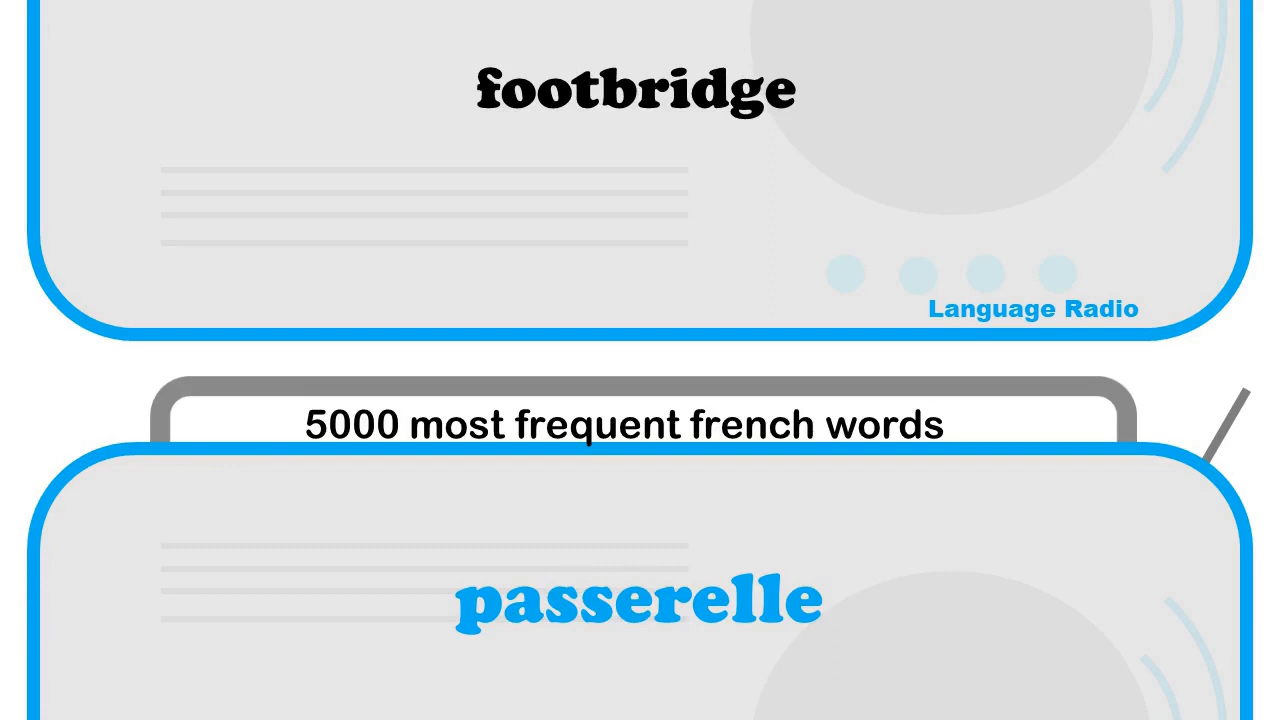 footbridge
Language Radio
5000 most frequent french words
passerelle